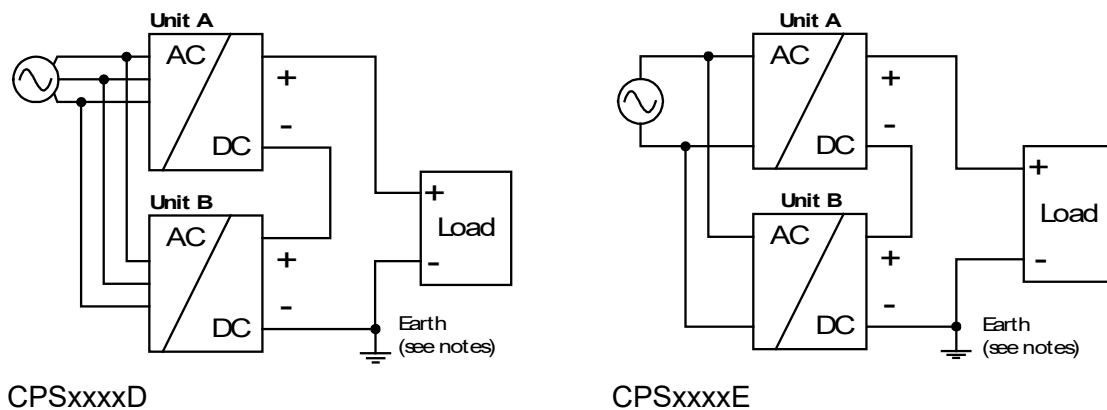 Unit A
AC
+
-
DC
Unit B
AC
+
-
DC
+
Load
-
Earth
(see notes)
CPSxxxxD
Unit A
AC
+
-
DC
Unit B
AC
+
-
DC
+
Load
-
Earth
(see notes)
CPSxxxxE